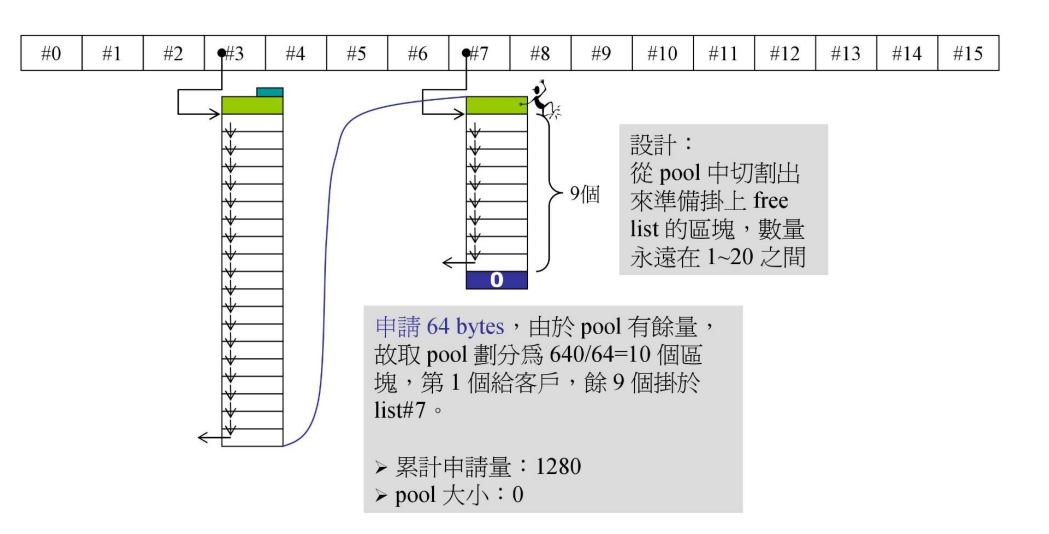 #0 #1 #2 #3 #4 #5 #6 #7 #8 #9 #10 #11 #12 #13 #14 #15
設計：
從 pool 中切割出
來準備掛上 free
list 的區塊，數量
永遠在 1~20 之間
9個
0
申請 64 bytes，由於 pool 有餘量，
故取 pool 劃分為 640/64=10 個區
塊，第 1 個給客戶，餘 9 個掛於
list#7。
➢ 累計申請量：1280
➢ pool 大小：0